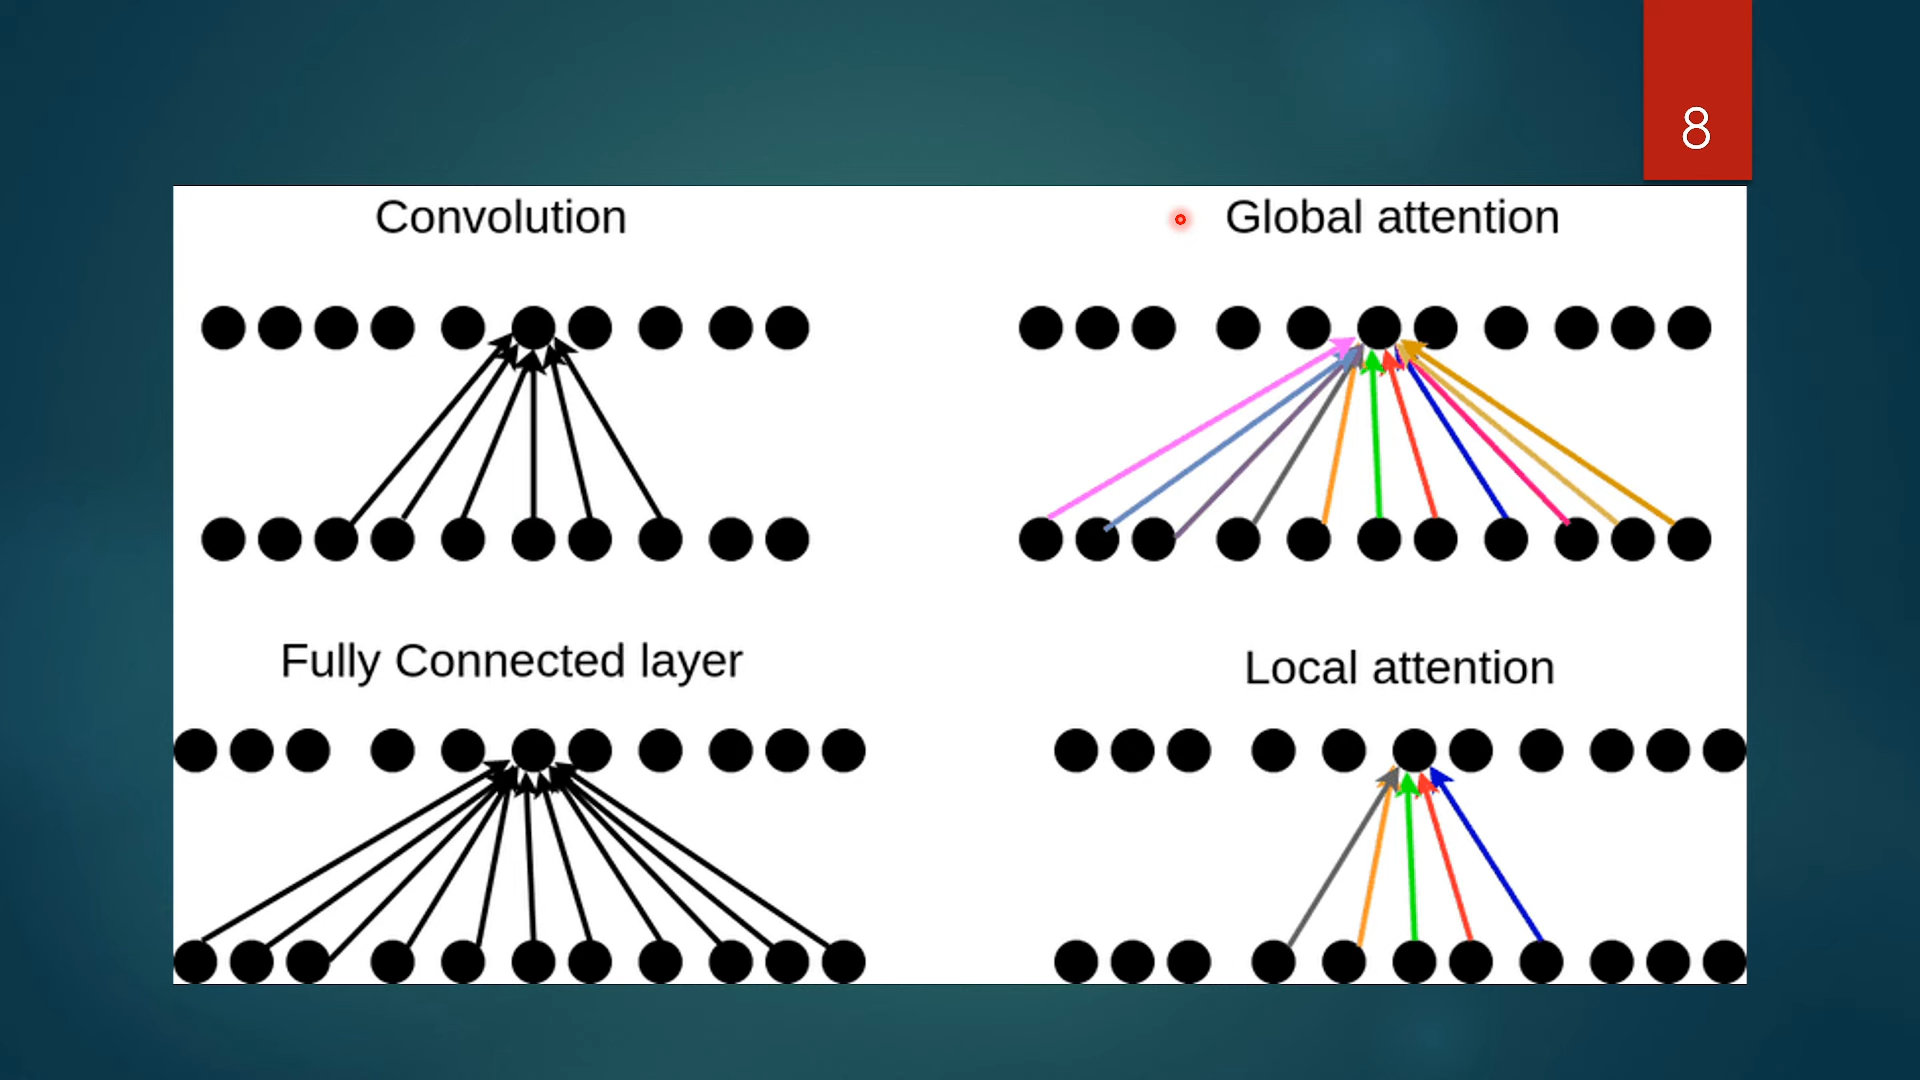 8
Convolution
Global attention
Fully Connected layer
Local attention